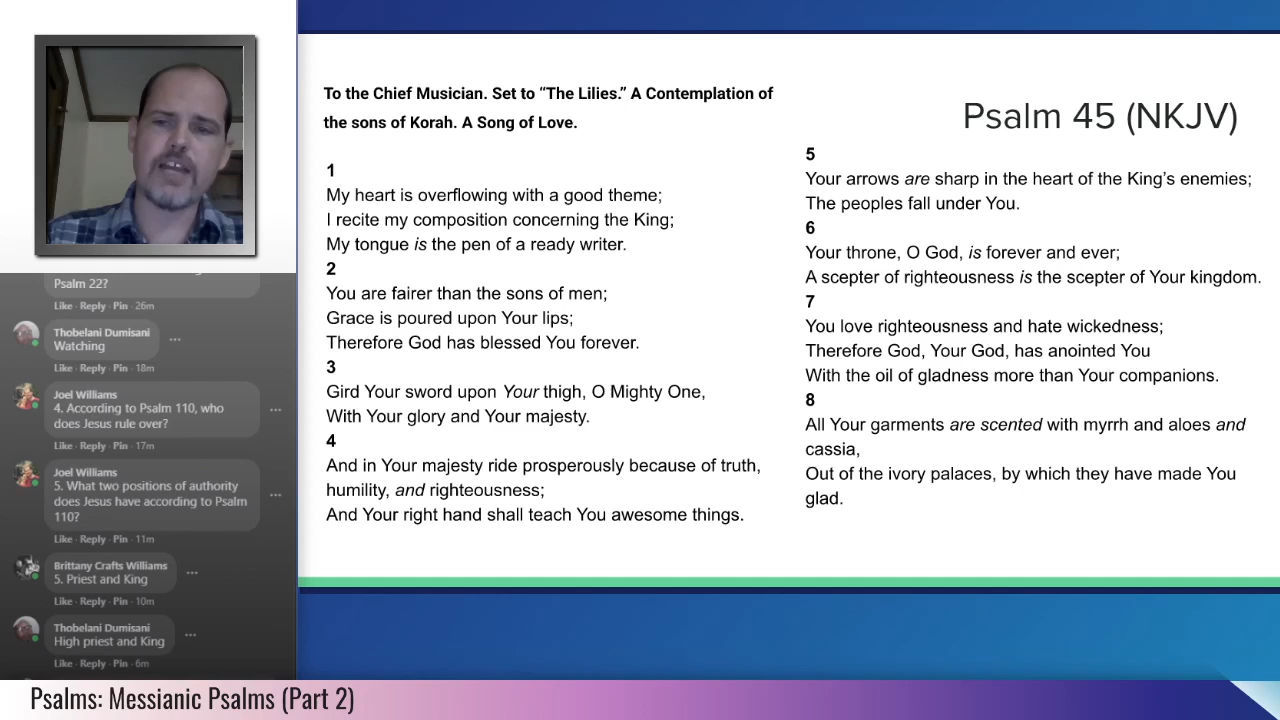 Psalm 22?
Like · Reply · Pin · 26m
Thobelani Dumisani
Watching
Like · Reply · Pin · 18m
Joel Williams
4. According to Psalm 110, who
does Jesus rule over?
Like · Reply · Pin · 17m
Joel Williams
5. What two positions of authority
does Jesus have according to Psalm
110?
Like · Reply · Pin · 11m
Brittany Crafts Williams
5. Priest and King
Like · Reply · Pin · 10m
Thobelani Dumisani
High priest and King
Like · Reply · Pin · 6m
To the Chief Musician. Set to “The Lilies.” A Contemplation of
the sons of Korah. A Song of Love.
Psalm 45 (NKJV)
1
My heart is overflowing with a good theme;
I recite my composition concerning the King;
My tongue is the pen of a ready writer.
2
You are fairer than the sons of men;
Grace is poured upon Your lips;
Therefore God has blessed You forever.
3
Gird Your sword upon Your thigh, O Mighty One,
With Your glory and Your majesty.
4
And in Your majesty ride prosperously because of truth,
humility, and righteousness;
And Your right hand shall teach You awesome things.
5
Your arrows are sharp in the heart of the King’s enemies;
The peoples fall under You.
6
Your throne, O God, is forever and ever;
A scepter of righteousness is the scepter of Your kingdom.
7
You love righteousness and hate wickedness;
Therefore God, Your God, has anointed You
With the oil of gladness more than Your companions.
8
All Your garments are scented with myrrh and aloes and
cassia,
Out of the ivory palaces, by which they have made You
glad.
Psalms: Messianic Psalms (Part 2)